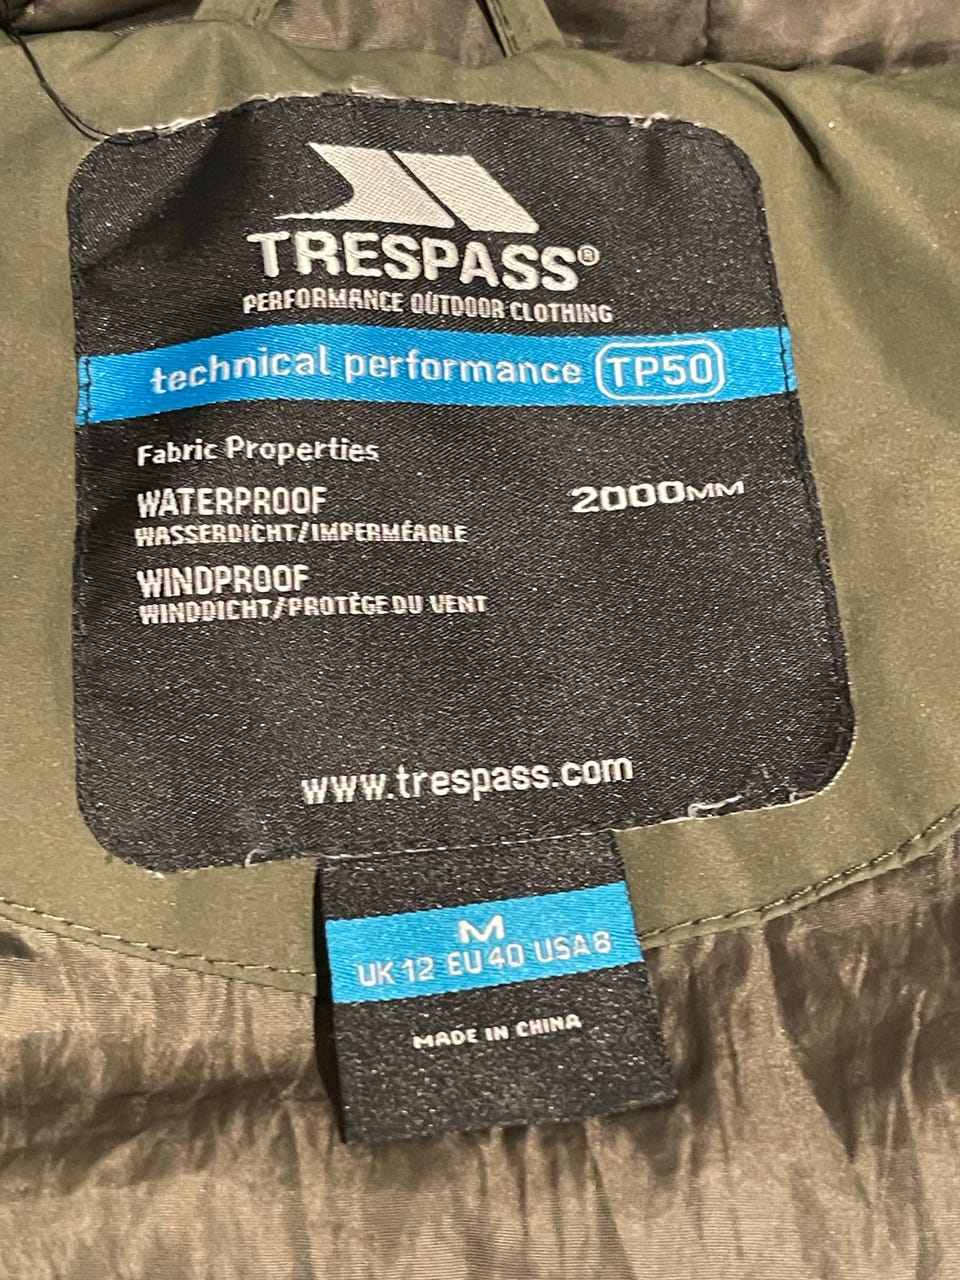 TRESPASS®
PERFORMANCE OUTDOOR CLOTHING
technical performance TP50
Fabric Properties
WATERPROOF 2000MM
WASSERDICHT/IMPERMÉABLE
WINDPROOF
WINDDICHT/PROTÈGE DU VENT
www.trespass.com
M
UK 12 EU 40 USA 8
MADE IN CHINA